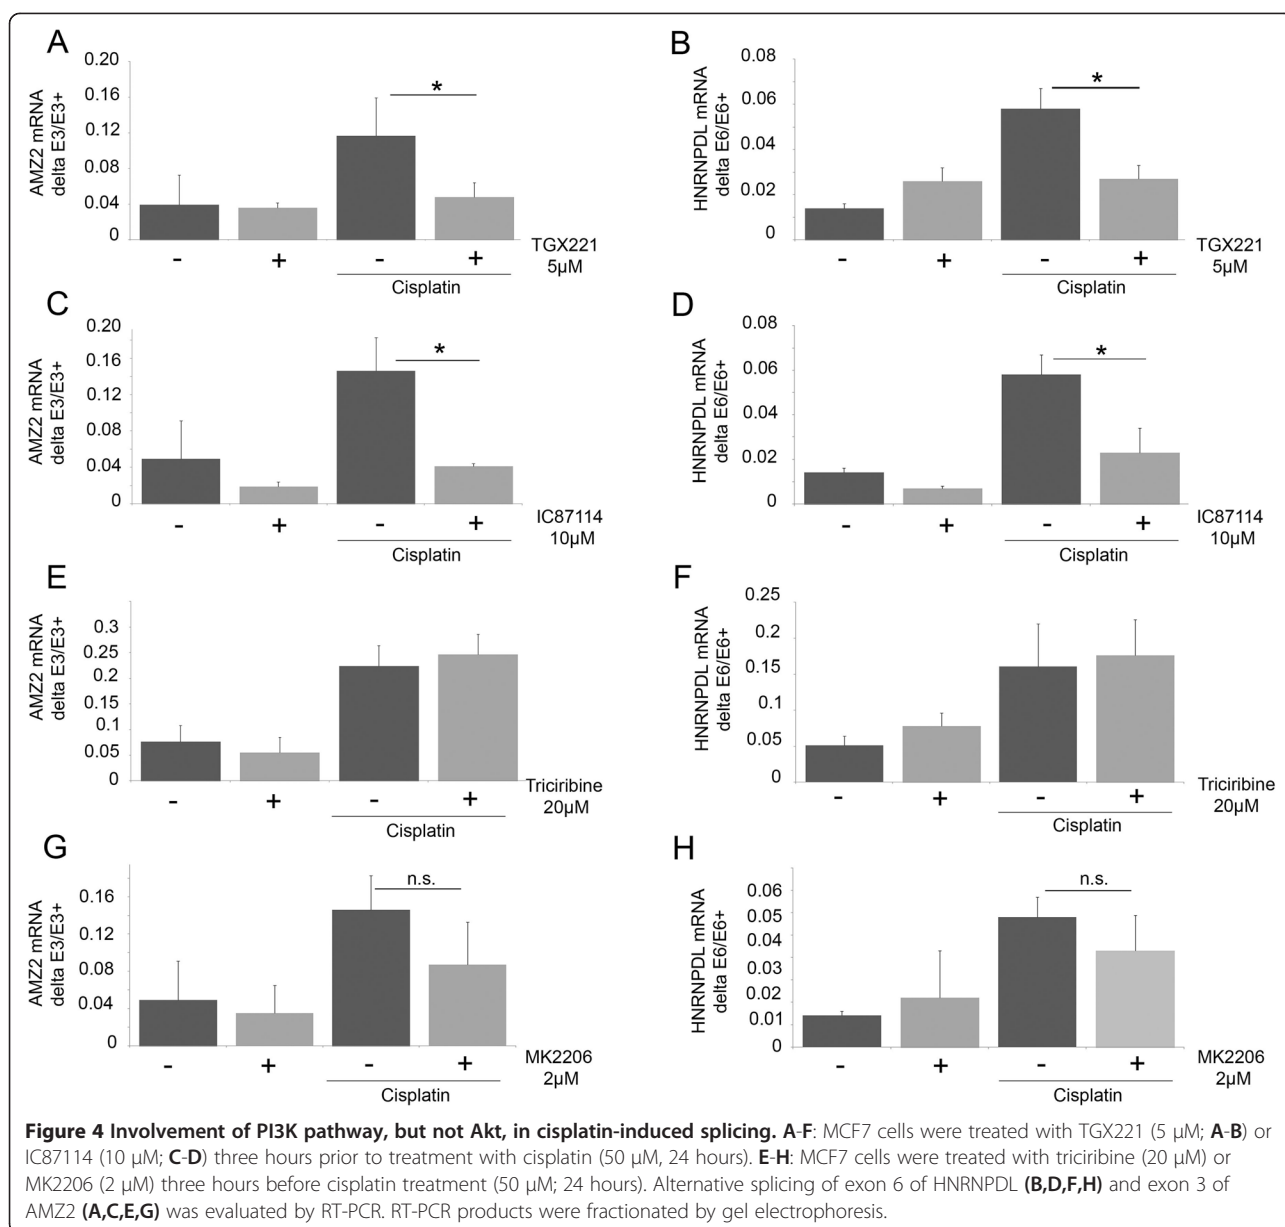 A
AMZ2 mRNA
delta E3/E3+
0.20
0.16
0.12
0.08
0.04
0
*
- + - +
TGX221
5µM
Cisplatin
B
HNRNPDL mRNA
delta E6/E6+
0.08
0.06
0.04
0.02
0
*
- + - +
TGX221
5µM
Cisplatin
C
AMZ2 mRNA
delta E3/E3+
0.20
0.16
0.12
0.08
0.04
0
*
- + - +
IC87114
10µM
Cisplatin
D
HNRNPDL mRNA
delta E6/E6+
0.08
0.06
0.04
0.02
0
*
- + - +
IC87114
10µM
Cisplatin
E
AMZ2 mRNA
delta E3/E3+
0.3
0.25
0.2
0.15
0.1
0.05
0
- + - +
Triciribine
20µM
Cisplatin
F
HNRNPDL mRNA
delta E6/E6+
0.25
0.2
0.15
0.1
0.05
0
- + - +
Triciribine
20µM
Cisplatin
G
AMZ2 mRNA
delta E3/E3+
0.16
0.12
0.08
0.04
0
n.s.
- + - +
MK2206
2µM
Cisplatin
H
HNRNPDL mRNA
delta E6/E6+
0.06
0.05
0.04
0.03
0.02
0.01
0
n.s.
- + - +
MK2206
2µM
Cisplatin
Figure 4 Involvement of PI3K pathway, but not Akt, in cisplatin-induced splicing. A-F: MCF7 cells were treated with TGX221 (5 µM; A-B) or
IC87114 (10 µM; C-D) three hours prior to treatment with cisplatin (50 µM, 24 hours). E-H: MCF7 cells were treated with triciribine (20 µM) or
MK2206 (2 µM) three hours before cisplatin treatment (50 µM; 24 hours). Alternative splicing of exon 6 of HNRNPDL (B,D,F,H) and exon 3 of
AMZ2 (A,C,E,G) was evaluated by RT-PCR. RT-PCR products were fractionated by gel electrophoresis.